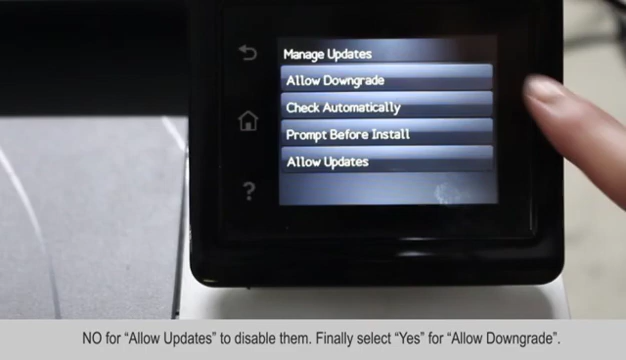 Manage Updates
Allow Downgrade
Check Automatically
Prompt Before Install
Allow Updates
?
NO for “Allow Updates” to disable them. Finally select “Yes” for “Allow Downgrade”.